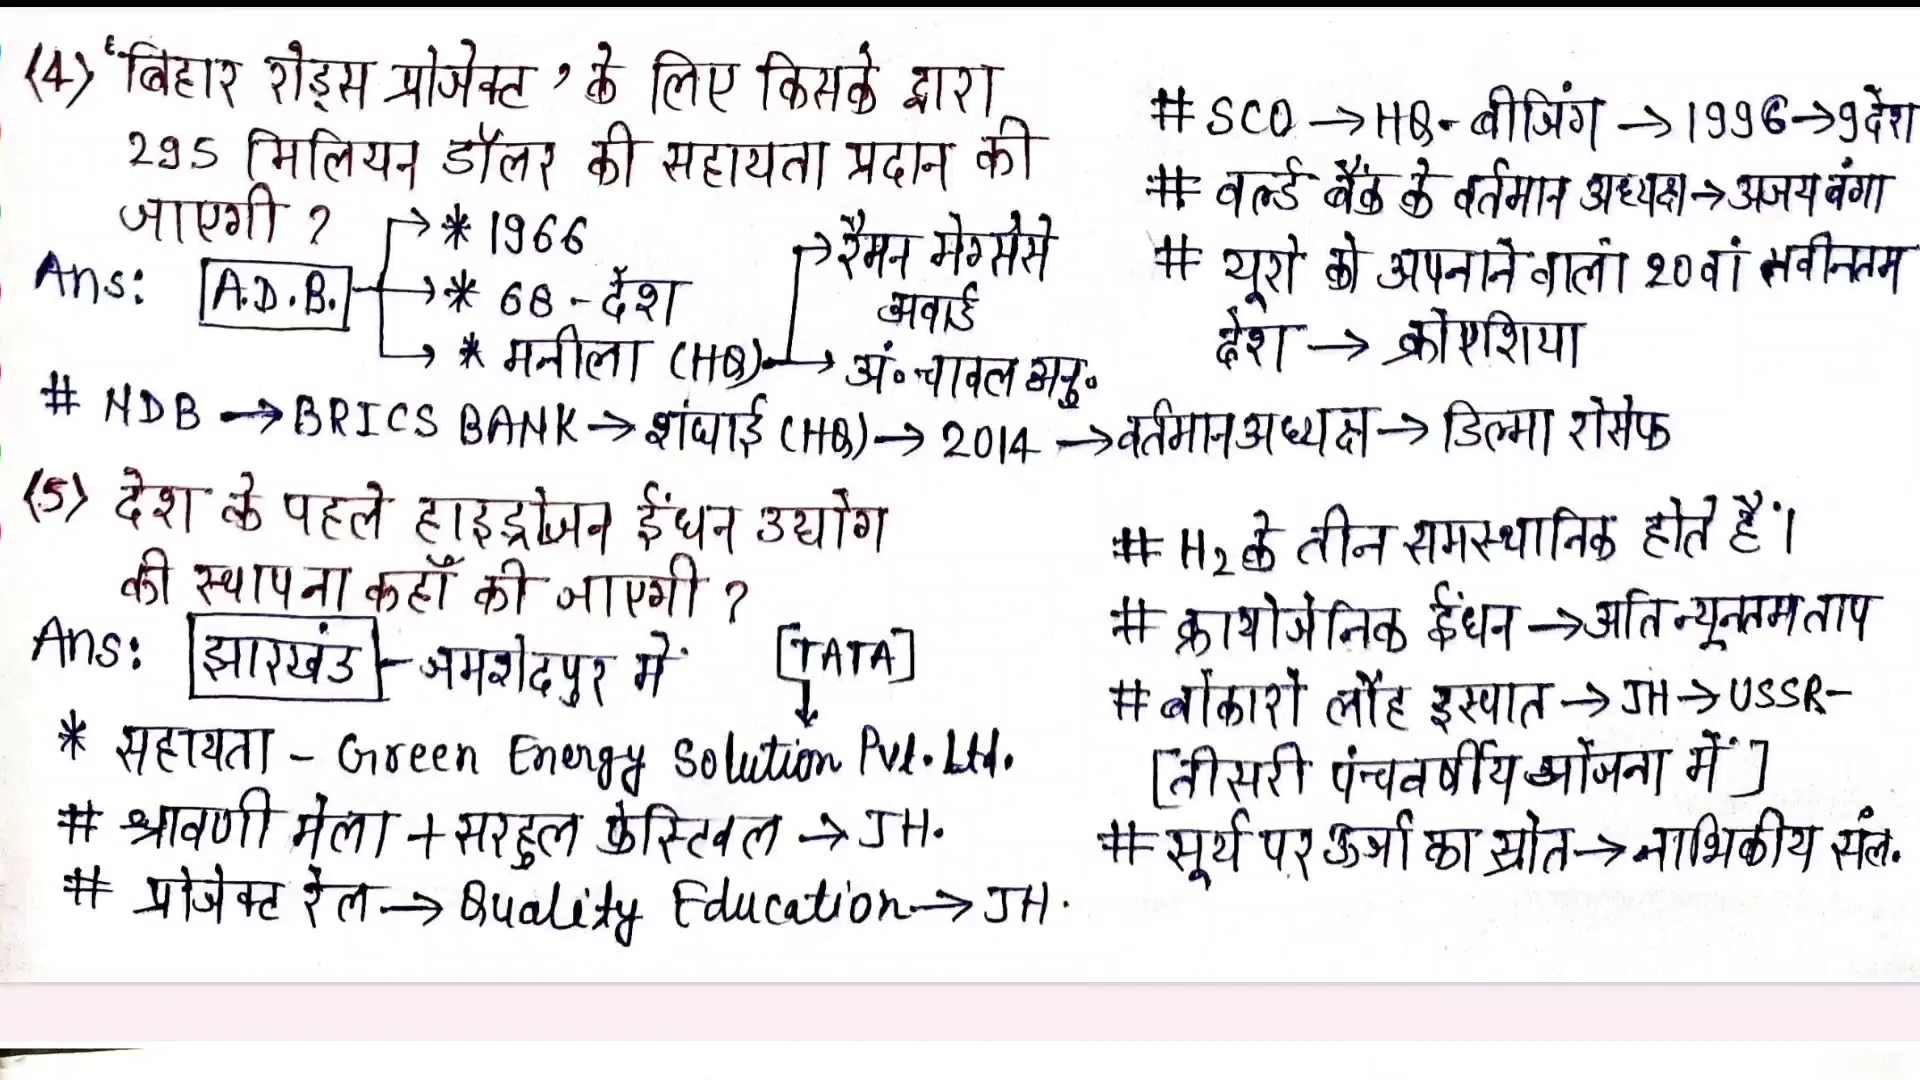 (4) 'बिहार रोड्स प्रोजेक्ट' के लिए किसके द्वारा
295 मिलियन डॉलर की सहायता प्रदान की
जाएगी ?
Ans: A.D.B.
→ * 1966
→ * 68 - देश
→ * मनीला (HQ)
→ रैमन मेग्सेसे
अवार्ड
→ अं॰ चावल अनु॰
# NDB → BRICS BANK → शंघाई (HQ) → 2014 → वर्तमान अध्यक्ष → डिल्मा रोसेफ
# SCO → HQ - बीजिंग → 1996 → 9 देश
# वर्ल्ड बैंक के वर्तमान अध्यक्ष → अजय बंगा
# यूरो को अपनाने वाला 20वां नवीनतम
देश → क्रोएशिया
(5) देश के पहले हाइड्रोजन ईंधन उद्योग
की स्थापना कहाँ की जाएगी ?
Ans: झारखंड - जमशेदपुर में [TATA]
↓
* सहायता - Green Energy Solution Pvt. Ltd.
# श्रावणी मेला + सरहुल फेस्टिवल → JH.
# प्रोजेक्ट रेल → Quality Education → JH.
# H2 के तीन समस्थानिक होते हैं।
# क्रायोजेनिक ईंधन → अति न्यूनतम ताप
# बोकारो लौह इस्पात → JH → USSR -
[तीसरी पंचवर्षीय योजना में]
# सूर्य पर ऊर्जा का स्रोत → नाभिकीय संल.